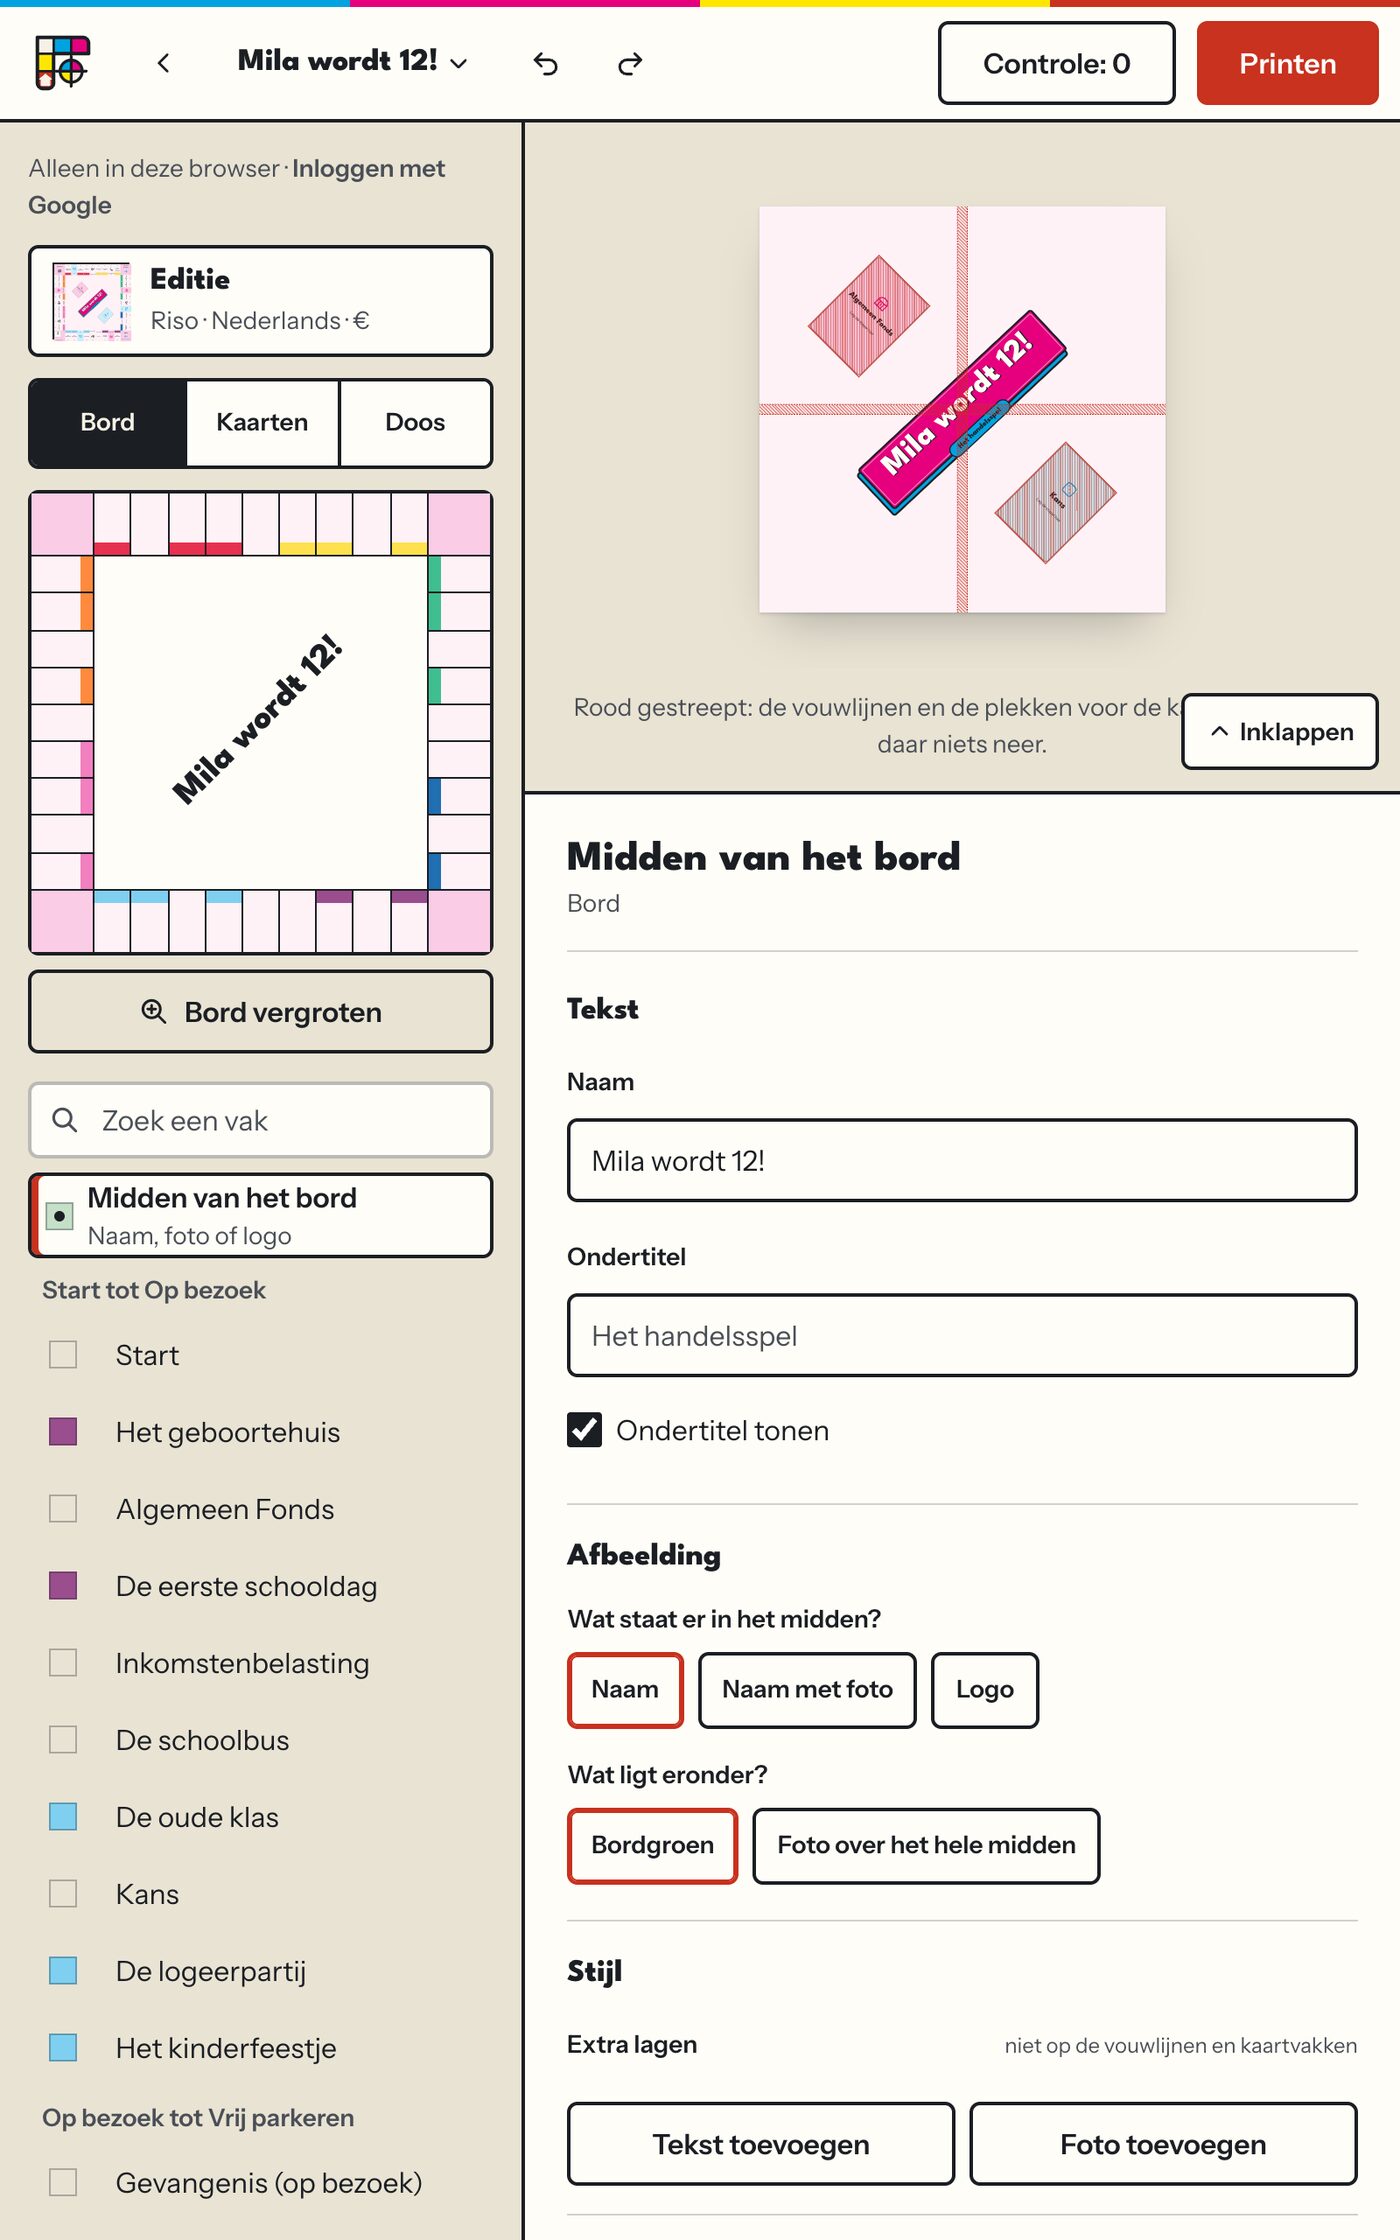 Mila wordt 12!
Controle: 0
Printen
Alleen in deze browser · Inloggen met
Google
Editie
Riso · Nederlands · €
Bord
Kaarten
Doos
Mila wordt 12!
Bord vergroten
Zoek een vak
Midden van het bord
Naam, foto of logo
Start tot Op bezoek
Start
Het geboortehuis
Algemeen Fonds
De eerste schooldag
Inkomstenbelasting
De schoolbus
De oude klas
Kans
De logeerpartij
Het kinderfeestje
Op bezoek tot Vrij parkeren
Gevangenis (op bezoek)
Algemeen Fonds
Mila wordt 12!
Het handelsspel
Kans
Rood gestreept: de vouwlijnen en de plekken voor de
daar niets neer.
Inklappen
Midden van het bord
Bord
Tekst
Naam
Mila wordt 12!
Ondertitel
Het handelsspel
Ondertitel tonen
Afbeelding
Wat staat er in het midden?
Naam
Naam met foto
Logo
Wat ligt eronder?
Bordgroen
Foto over het hele midden
Stijl
Extra lagen
niet op de vouwlijnen en kaartvakken
Tekst toevoegen
Foto toevoegen